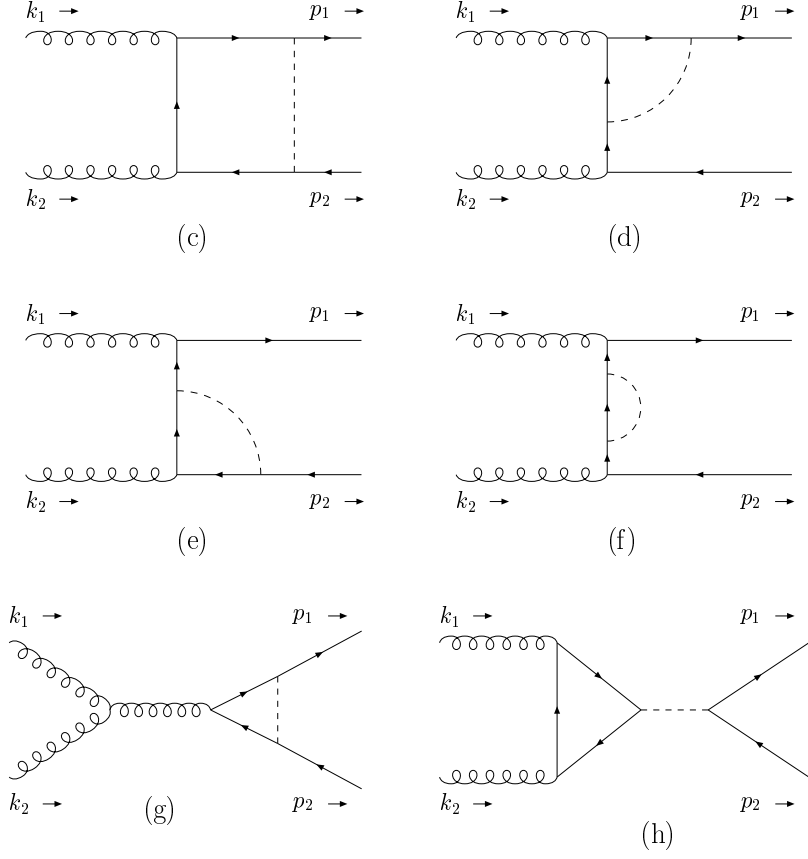 k₁ p₁ k₁ p₁
k₂ p₂ k₂ p₂
(c) (d)
k₁ p₁ k₁ p₁
k₂ p₂ k₂ p₂
(e) (f)
k₁ p₁ k₁ p₁
k₂ p₂ k₂ p₂
(g) (h)